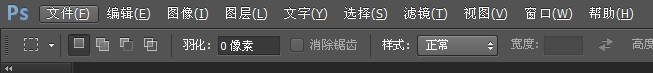 Ps 文件(F) 编辑(E) 图像(I) 图层(L) 文字(Y) 选择(S) 滤镜(T) 视图(V) 窗口(W) 帮助(H)
羽化: 0 像素 消除锯齿 样式: 正常 宽度: 高度